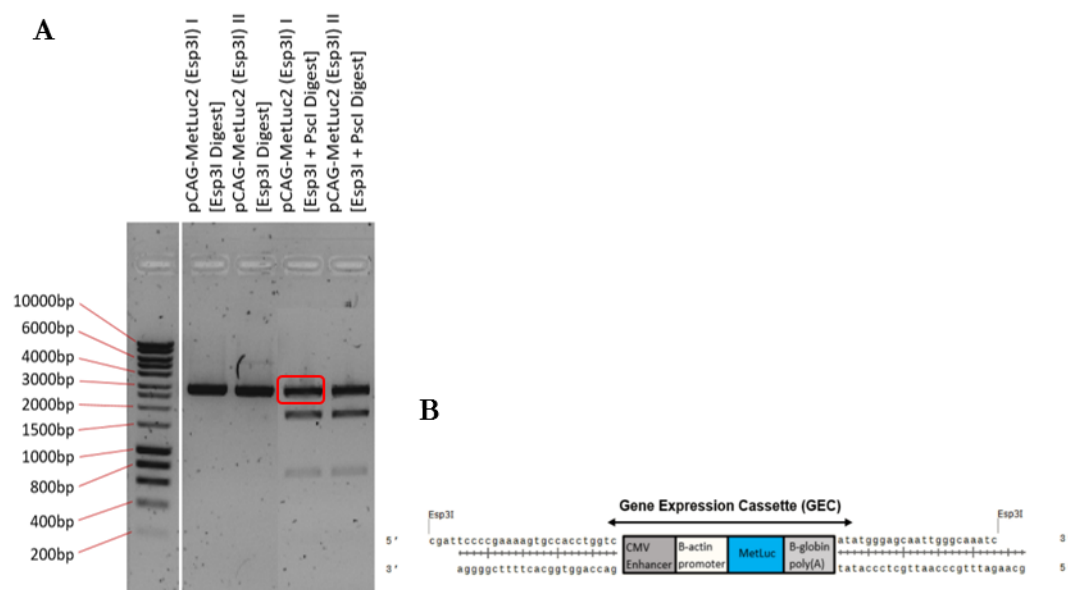 A
pCAG-MetLuc2 (Esp3I) I
[Esp3I Digest]
pCAG-MetLuc2 (Esp3I) II
[Esp3I Digest]
pCAG-MetLuc2 (Esp3I) I
[Esp3I + PscI Digest]
pCAG-MetLuc2 (Esp3I) II
[Esp3I + PscI Digest]
10000bp
6000bp
4000bp
3000bp
2000bp
1500bp
1000bp
800bp
400bp
200bp
B
Gene Expression Cassette (GEC)
Esp3I
Esp3I
5' cgattccccgaaaagtgccacctggtc
CMV Enhancer
B-actin promoter
MetLuc
B-globin poly(A)
atatgggagcaattgggcaaatc 3
3' aggggcttttcacggtggaccag
tataccctcgttaacccgtttagaacg 5